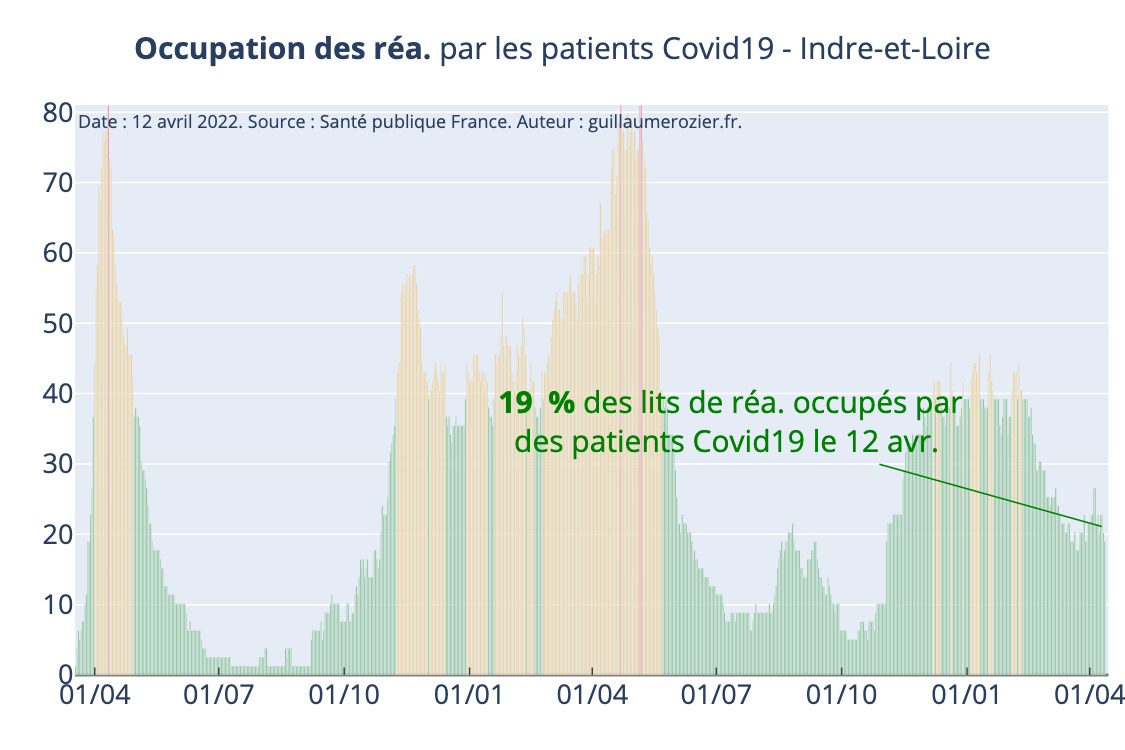 Occupation des réa. par les patients Covid19 - Indre-et-Loire
80
Date : 12 avril 2022. Source : Santé publique France. Auteur : guillaumerozier.fr.
70
60
50
40
19 % des lits de réa. occupés par
des patients Covid19 le 12 avr.
30
20
10
0
01/04 01/07 01/10 01/01 01/04 01/07 01/10 01/01 01/04